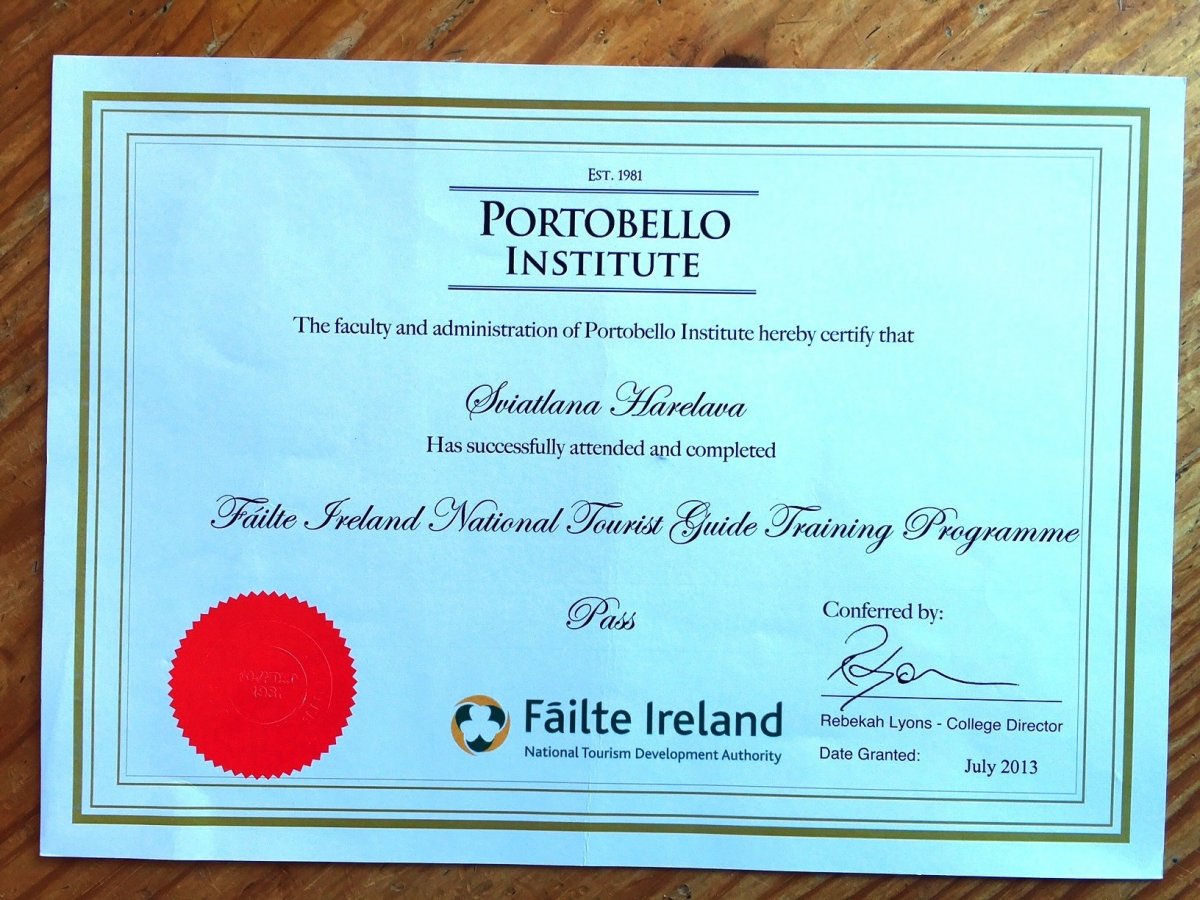 EST. 1981
PORTOBELLO
INSTITUTE
The faculty and administration of Portobello Institute hereby certify that
Sviatlana Harelava
Has successfully attended and completed
Fáilte Ireland National Tourist Guide Training Programme
Pass
Conferred by:
Fáilte Ireland
National Tourism Development Authority
Rebekah Lyons - College Director
Date Granted:
July 2013